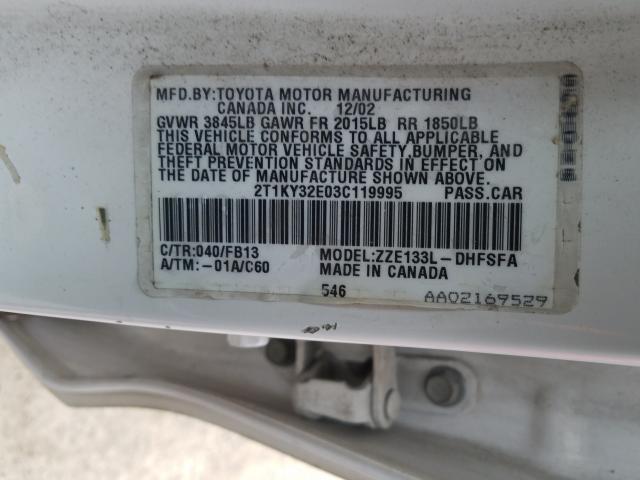 MFD.BY:TOYOTA MOTOR MANUFACTURING
CANADA INC. 12/02
GVWR 3845LB GAWR FR 2015LB RR 1850LB
THIS VEHICLE CONFORMS TO ALL APPLICABLE
FEDERAL MOTOR VEHICLE SAFETY BUMPER, AND
THEFT PREVENTION STANDARDS IN EFFECT ON
THE DATE OF MANUFACTURE SHOWN ABOVE.
2T1KY32E03C119995 PASS.CAR
C/TR:040/FB13 MODEL:ZZE133L-DHFSFA
A/TM:-01A/C60 MADE IN CANADA
546 AA02169529